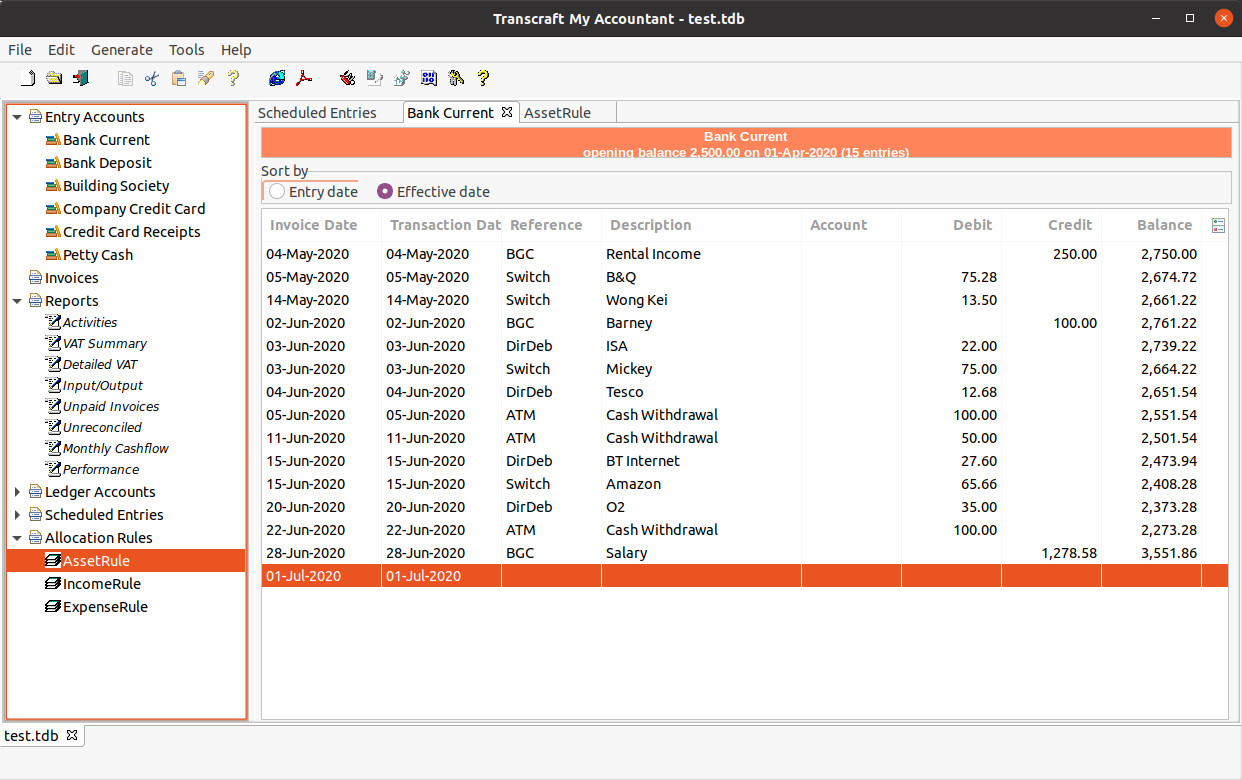 Transcraft My Accountant - test.tdb
File Edit Generate Tools Help
Entry Accounts
Bank Current
Bank Deposit
Building Society
Company Credit Card
Credit Card Receipts
Petty Cash
Invoices
Reports
Activities
VAT Summary
Detailed VAT
Input/Output
Unpaid Invoices
Unreconciled
Monthly Cashflow
Performance
Ledger Accounts
Scheduled Entries
Allocation Rules
AssetRule
IncomeRule
ExpenseRule
Scheduled Entries Bank Current AssetRule
Bank Current
opening balance 2,500.00 on 01-Apr-2020 (15 entries)
Sort by
Entry date Effective date
Invoice Date Transaction Dat Reference Description Account Debit Credit Balance
04-May-2020 04-May-2020 BGC Rental Income 250.00 2,750.00
05-May-2020 05-May-2020 Switch B&Q 75.28 2,674.72
14-May-2020 14-May-2020 Switch Wong Kei 13.50 2,661.22
02-Jun-2020 02-Jun-2020 BGC Barney 100.00 2,761.22
03-Jun-2020 03-Jun-2020 DirDeb ISA 22.00 2,739.22
03-Jun-2020 03-Jun-2020 Switch Mickey 75.00 2,664.22
04-Jun-2020 04-Jun-2020 DirDeb Tesco 12.68 2,651.54
05-Jun-2020 05-Jun-2020 ATM Cash Withdrawal 100.00 2,551.54
11-Jun-2020 11-Jun-2020 ATM Cash Withdrawal 50.00 2,501.54
15-Jun-2020 15-Jun-2020 DirDeb BT Internet 27.60 2,473.94
15-Jun-2020 15-Jun-2020 Switch Amazon 65.66 2,408.28
20-Jun-2020 20-Jun-2020 DirDeb O2 35.00 2,373.28
22-Jun-2020 22-Jun-2020 ATM Cash Withdrawal 100.00 2,273.28
28-Jun-2020 28-Jun-2020 BGC Salary 1,278.58 3,551.86
01-Jul-2020 01-Jul-2020
test.tdb